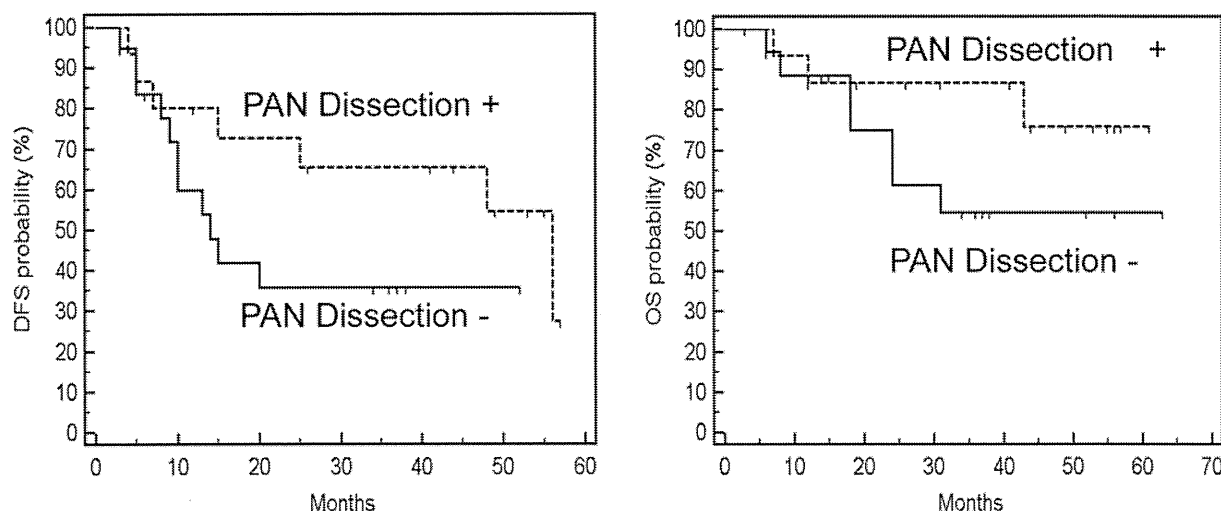 100
90
80
70
60
50
40
30
20
10
0
DFS probability (%)
PAN Dissection +
PAN Dissection -
0 10 20 30 40 50 60
Months
100
90
80
70
60
50
40
30
20
10
0
OS probability (%)
PAN Dissection +
PAN Dissection -
0 10 20 30 40 50 60 70
Months